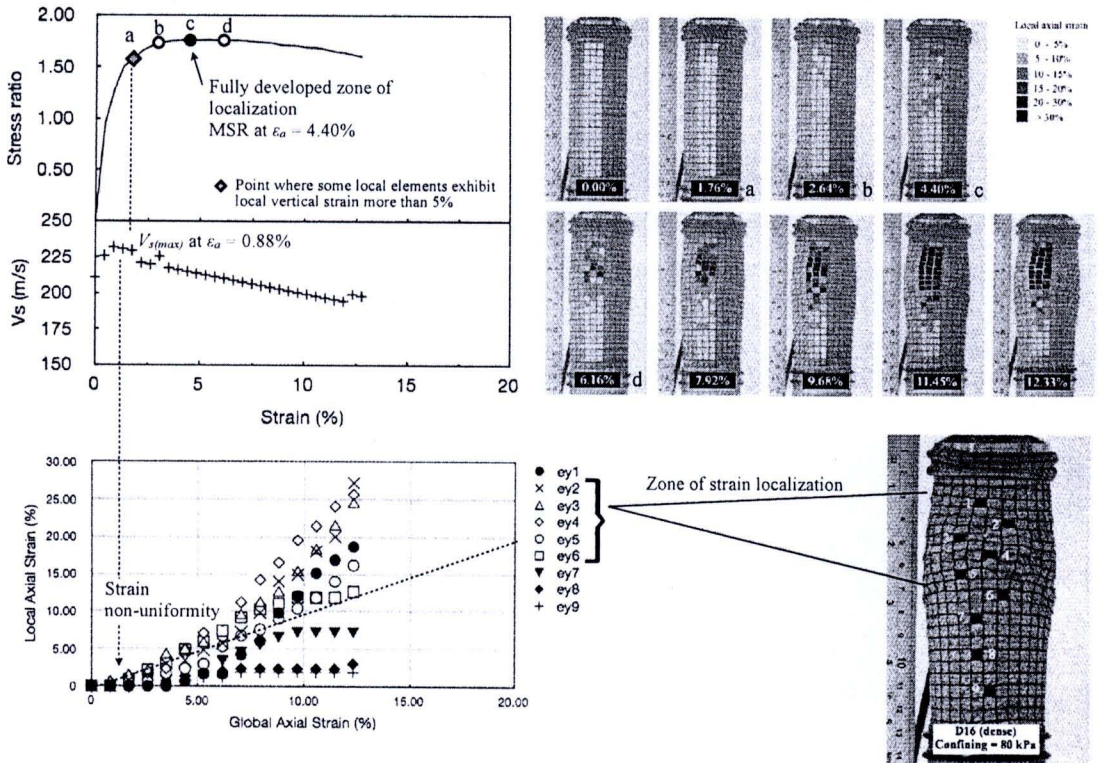 Stress ratio
2.00
1.50
1.00
0.50
a
b
c
d
Fully developed zone of
localization
MSR at εa = 4.40%
Point where some local elements exhibit
local vertical strain more than 5%
Vs (m/s)
250
225
200
175
150
Vs(max) at εa = 0.88%
0
5
10
15
20
Strain (%)
Local axial strain
0 - 5%
5 - 10%
10 - 15%
15 - 20%
20 - 30%
> 30%
0.00%
1.76% a
2.64% b
4.40% c
6.16% d
7.92%
9.68%
11.45%
12.33%
Local Axial Strain (%)
30.00
25.00
20.00
15.00
10.00
5.00
0
Strain
non-uniformity
0.00
5.00
10.00
15.00
20.00
Global Axial Strain (%)
ey1
ey2
ey3
ey4
ey5
ey6
ey7
ey8
ey9
Zone of strain localization
D16 (dense)
Confining = 80 kPa